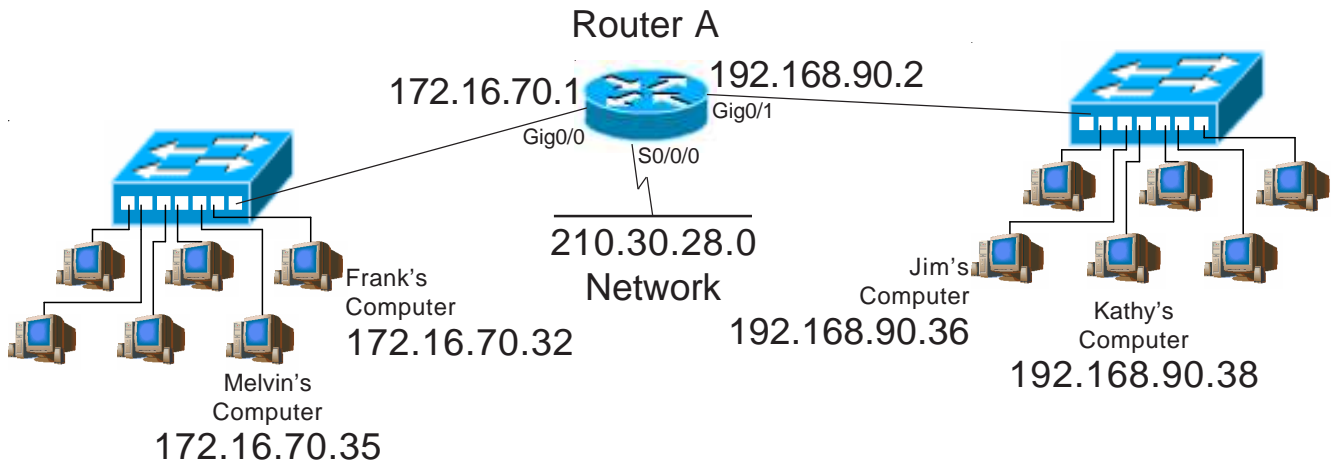 Router A
172.16.70.1
192.168.90.2
Gig0/0
Gig0/1
S0/0/0
210.30.28.0
Network
Frank's
Computer
172.16.70.32
Melvin's
Computer
172.16.70.35
Jim's
Computer
192.168.90.36
Kathy's
Computer
192.168.90.38